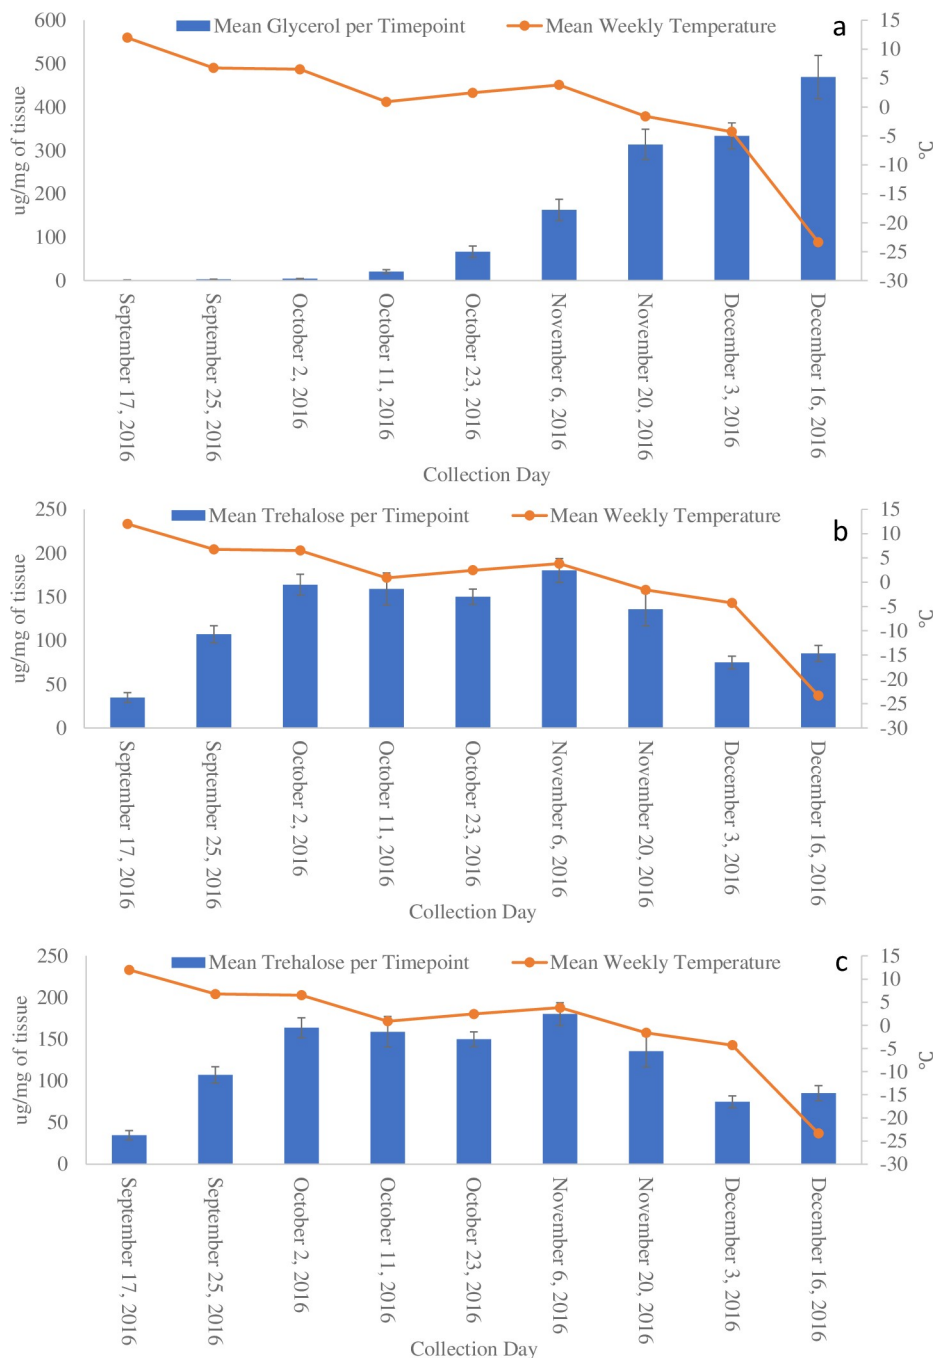 Mean Glycerol per Timepoint Mean Weekly Temperature a
600
500
400
300
200
100
0
ng/mg of tissue
15
10
5
0
-5
-10
-15
-20
-25
-30
°C
September 17, 2016
September 25, 2016
October 2, 2016
October 11, 2016
October 23, 2016
November 6, 2016
November 20, 2016
December 3, 2016
December 16, 2016
Collection Day
Mean Trehalose per Timepoint Mean Weekly Temperature b
250
200
150
100
50
0
ng/mg of tissue
15
10
5
0
-5
-10
-15
-20
-25
-30
°C
September 17, 2016
September 25, 2016
October 2, 2016
October 11, 2016
October 23, 2016
November 6, 2016
November 20, 2016
December 3, 2016
December 16, 2016
Collection Day
Mean Trehalose per Timepoint Mean Weekly Temperature c
250
200
150
100
50
0
ng/mg of tissue
15
10
5
0
-5
-10
-15
-20
-25
-30
°C
September 17, 2016
September 25, 2016
October 2, 2016
October 11, 2016
October 23, 2016
November 6, 2016
November 20, 2016
December 3, 2016
December 16, 2016
Collection Day